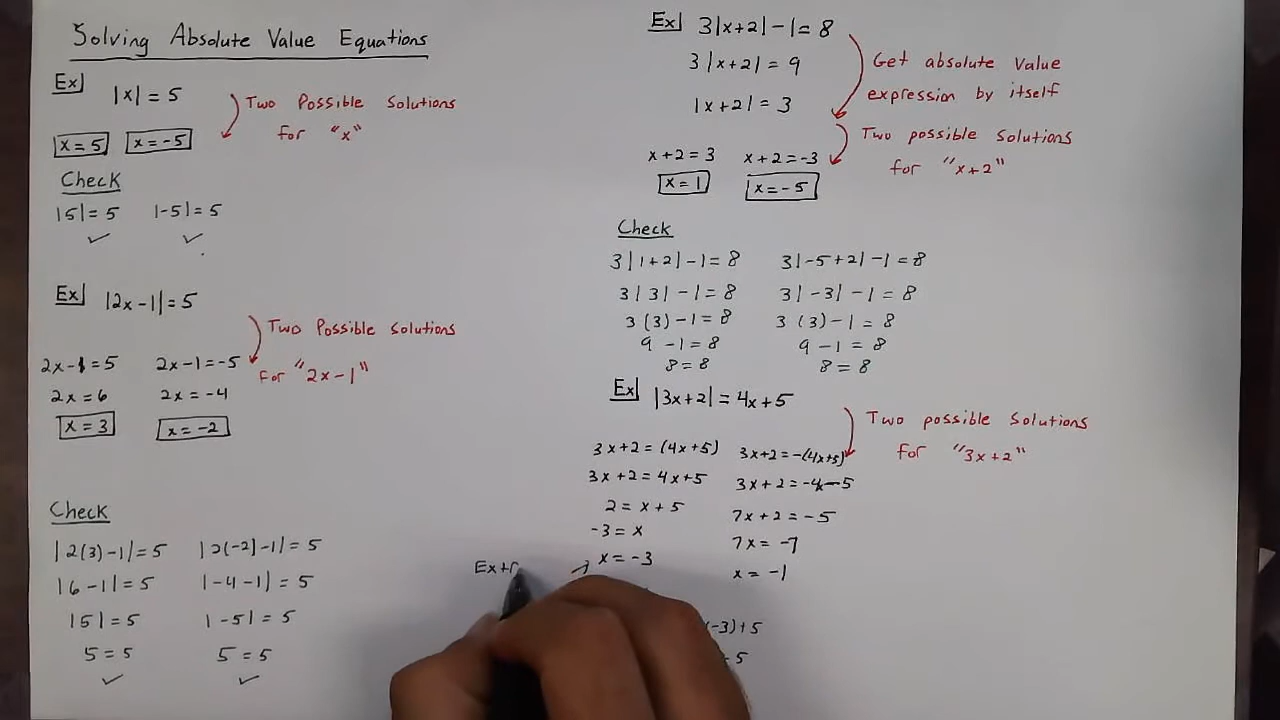 Solving Absolute Value Equations
Ex
|x| = 5
Two Possible Solutions
for "x"
x = 5 x = -5
Check
|5| = 5 |-5| = 5
Ex
|2x-1| = 5
Two Possible Solutions
For "2x-1"
2x-1 = 5 2x-1 = -5
2x = 6 2x = -4
x = 3 x = -2
Check
|2(3)-1| = 5 |2(-2)-1| = 5
|6-1| = 5 |-4-1| = 5
|5| = 5 |-5| = 5
5 = 5 5 = 5
Ex 3|x+2|-1 = 8
3|x+2| = 9
|x+2| = 3
Get absolute value
expression by itself
Two possible Solutions
for "x+2"
x+2 = 3 x+2 = -3
x = 1 x = -5
Check
3|1+2|-1 = 8 3|-5+2|-1 = 8
3|3|-1 = 8 3|-3|-1 = 8
3(3)-1 = 8 3(3)-1 = 8
9-1 = 8 9-1 = 8
8 = 8 8 = 8
Ex |3x+2| = 4x+5
Two possible Solutions
for "3x+2"
3x+2 = (4x+5) 3x+2 = -(4x+5)
3x+2 = 4x+5 3x+2 = -4x-5
2 = x+5 7x+2 = -5
-3 = x 7x = -7
x = -3 x = -1
-3)+5
5